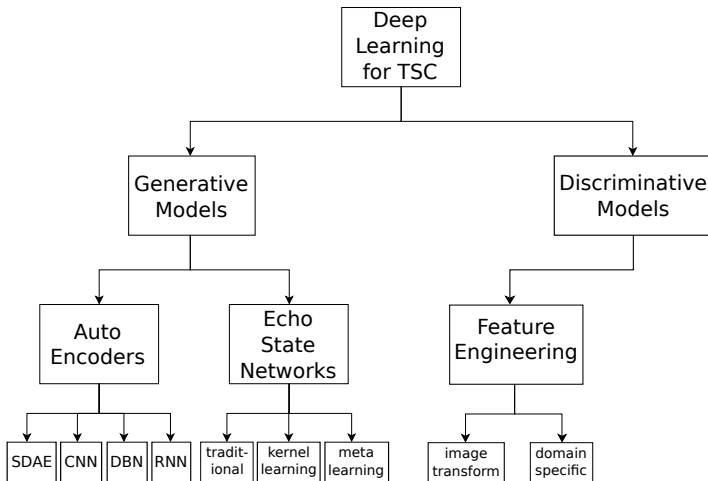 Deep
Learning
for TSC
Generative
Models
Discriminative
Models
Auto
Encoders
Echo
State
Networks
Feature
Engineering
SDAE
CNN
DBN
RNN
tradit-
ional
kernel
learning
meta
learning
image
transform
domain
specific